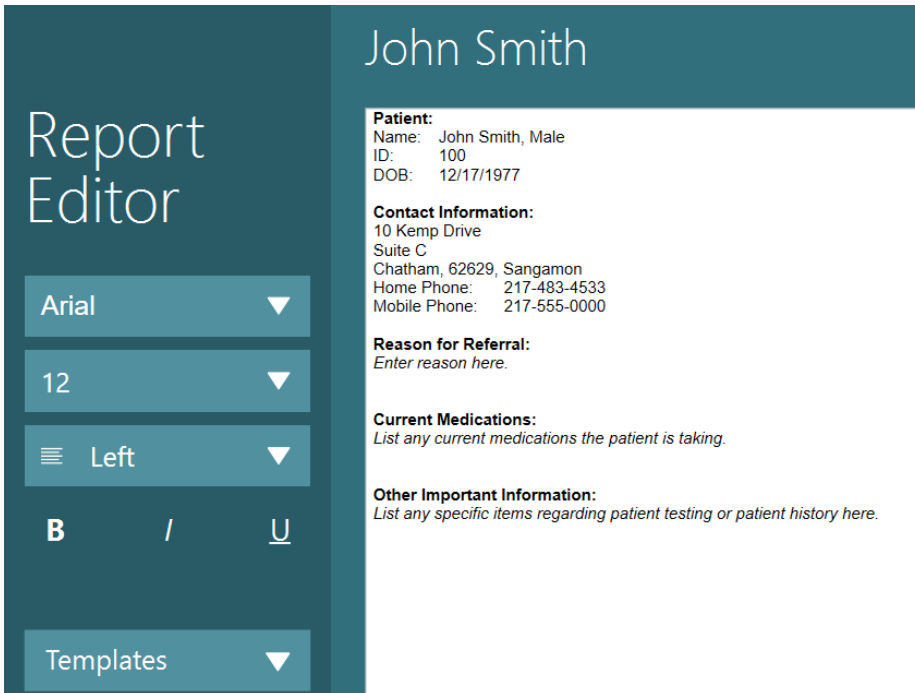 John Smith
Report
Editor
Arial
12
Left
B I U
Templates
Patient:
Name: John Smith, Male
ID: 100
DOB: 12/17/1977
Contact Information:
10 Kemp Drive
Suite C
Chatham, 62629, Sangamon
Home Phone: 217-483-4533
Mobile Phone: 217-555-0000
Reason for Referral:
Enter reason here.
Current Medications:
List any current medications the patient is taking.
Other Important Information:
List any specific items regarding patient testing or patient history here.